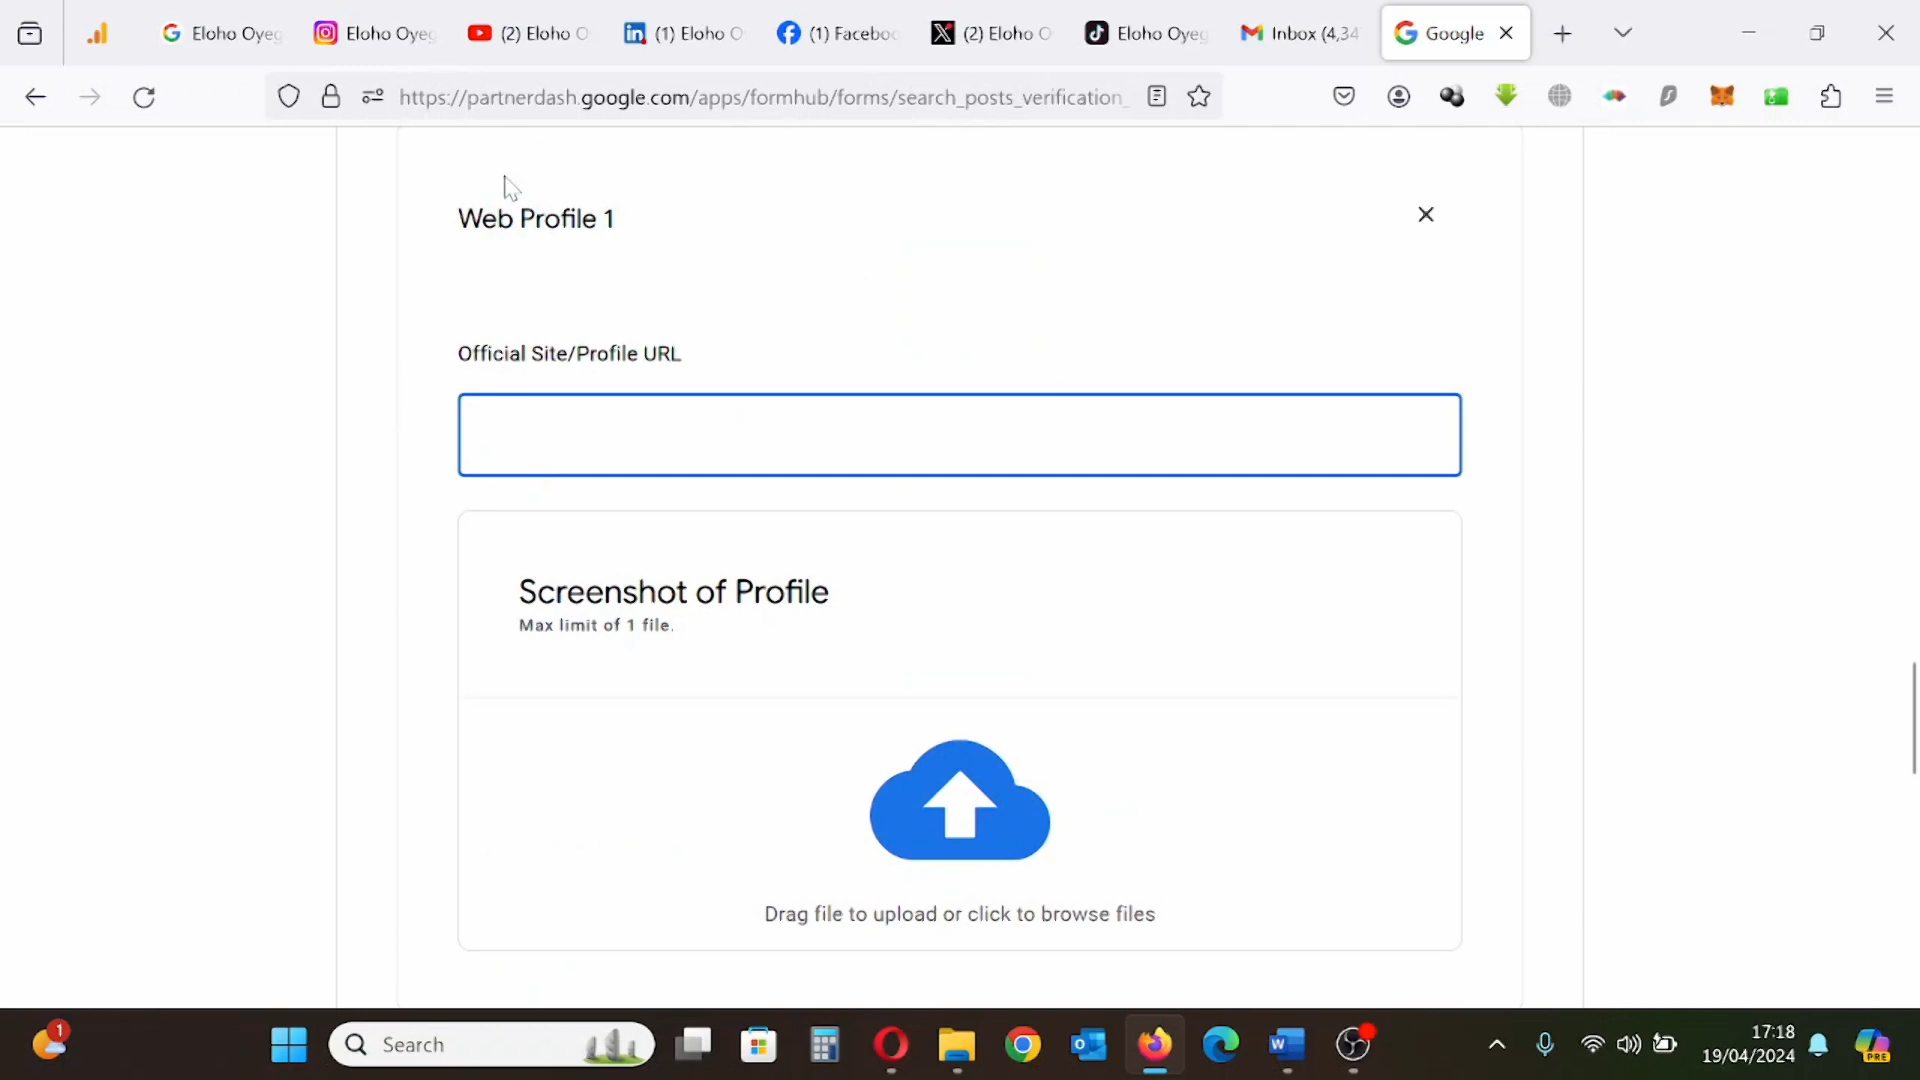 Eloho Oyeg
Eloho Oyeg
(2) Eloho O
(1) Eloho O
(1) Faceboo
(2) Eloho O
Eloho Oyeg
Inbox (4,34
Google
https://partnerdash.google.com/apps/formhub/forms/search_posts_verification_
Web Profile 1
Official Site/Profile URL
Screenshot of Profile
Max limit of 1 file.
Drag file to upload or click to browse files
1
Search
17:18
19/04/2024
PRE